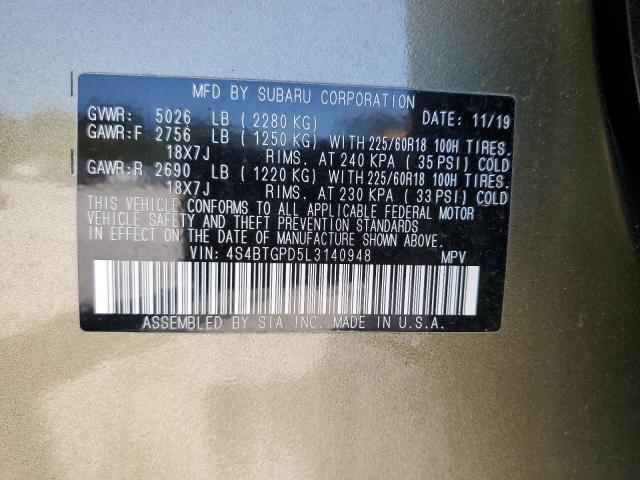 MFD BY SUBARU CORPORATION
GVWR: 5026 LB ( 2280 KG) DATE: 11/19
GAWR:F 2756 LB ( 1250 KG) WITH 225/60R18 100H TIRES.
18X7J RIMS. AT 240 KPA ( 35 PSI) COLD
GAWR:R 2690 LB ( 1220 KG) WITH 225/60R18 100H TIRES.
18X7J RIMS. AT 230 KPA ( 33 PSI) COLD
THIS VEHICLE CONFORMS TO ALL APPLICABLE FEDERAL MOTOR
VEHICLE SAFETY AND THEFT PREVENTION STANDARDS
IN EFFECT ON THE DATE OF MANUFACTURE SHOWN ABOVE.
VIN: 4S4BTGPD5L3140948 MPV
ASSEMBLED BY SIA INC. MADE IN U.S.A.